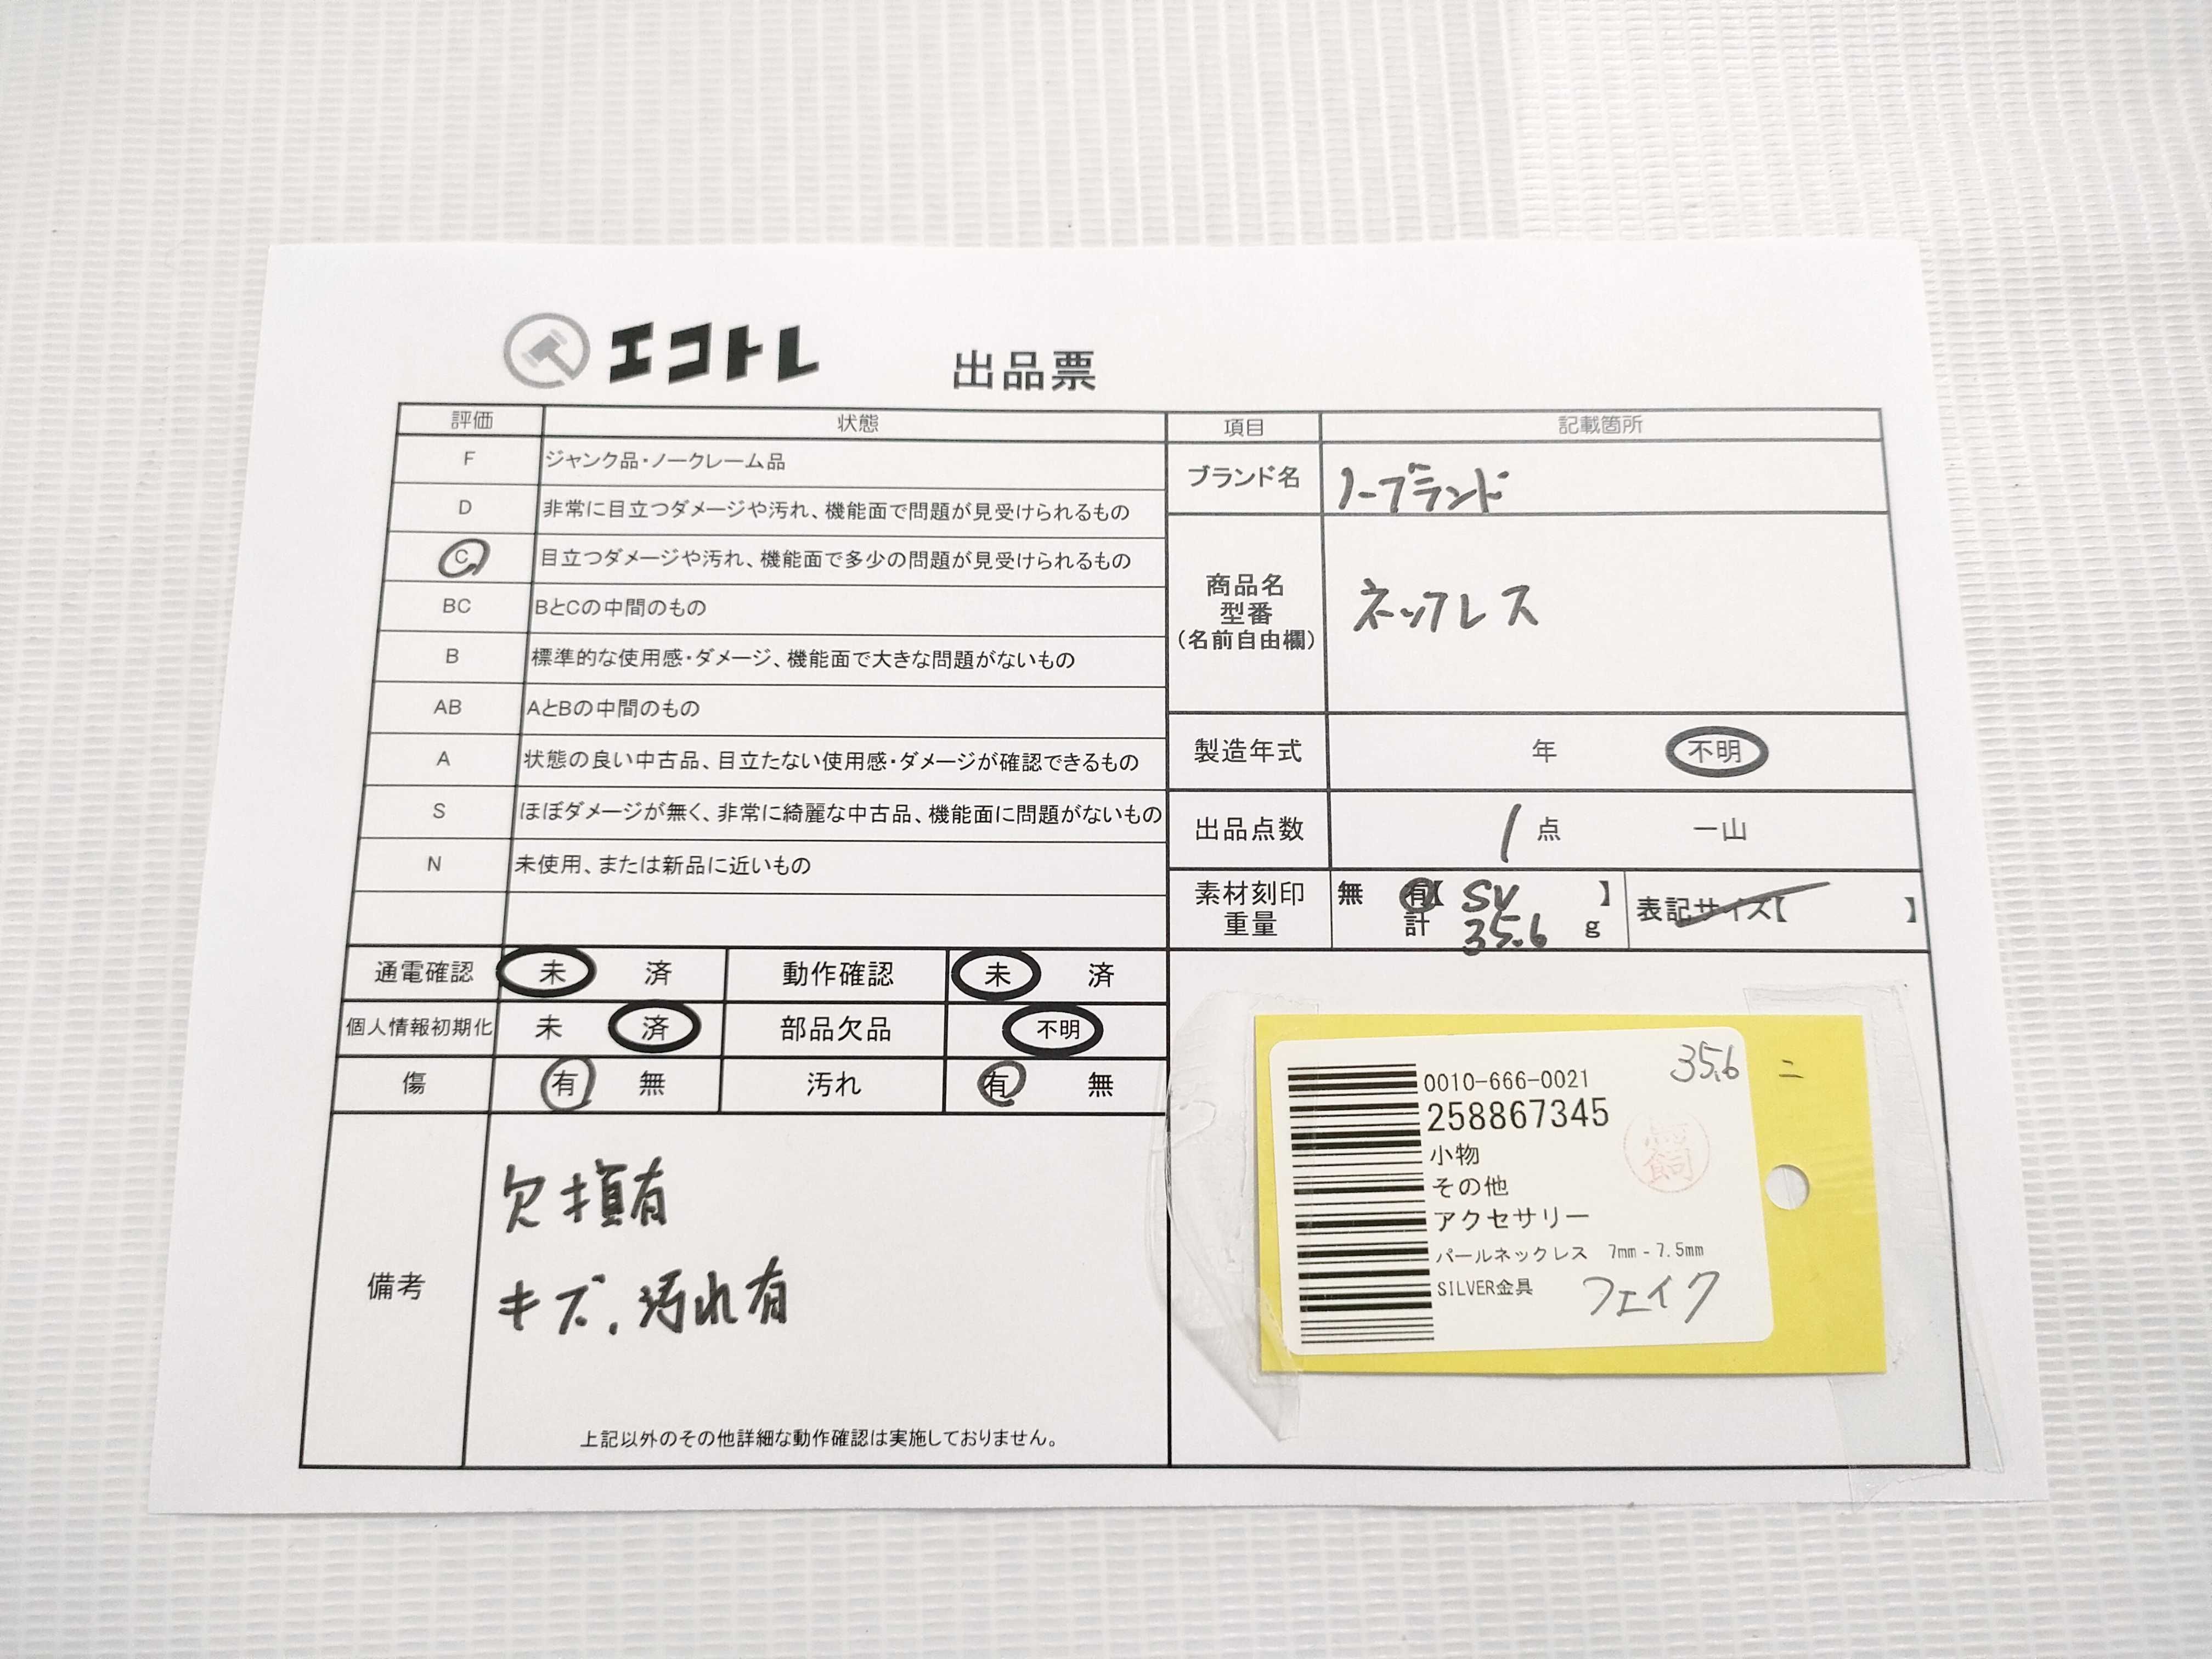 エコトレ 出品票
評価 状態
F ジャンク品・ノークレーム品
D 非常に目立つダメージや汚れ、機能面で問題が見受けられるもの
C 目立つダメージや汚れ、機能面で多少の問題が見受けられるもの
BC BとCの中間のもの
B 標準的な使用感・ダメージ、機能面で大きな問題がないもの
AB AとBの中間のもの
A 状態の良い中古品、目立たない使用感・ダメージが確認できるもの
S ほぼダメージが無く、非常に綺麗な中古品、機能面に問題がないもの
N 未使用、または新品に近いもの
通電確認 未 済 動作確認 未 済
個人情報初期化 未 済 部品欠品 不明
傷 有 無 汚れ 有 無
備考
欠損有
キズ、汚れ有
上記以外のその他詳細な動作確認は実施しておりません。
項目 記載箇所
ブランド名 ノーブランド
商品名
型番
(名前自由欄)
ネックレス
製造年式 年 不明
出品点数 1 点 一山
素材刻印 無 有【 SV 】
重量 計 35.6 g
表記サイズ【 】
35.6 ニ
0010-666-0021
258867345
小物
その他
アクセサリー
パールネックレス 7mm-7.5mm
SILVER金具 フェイク